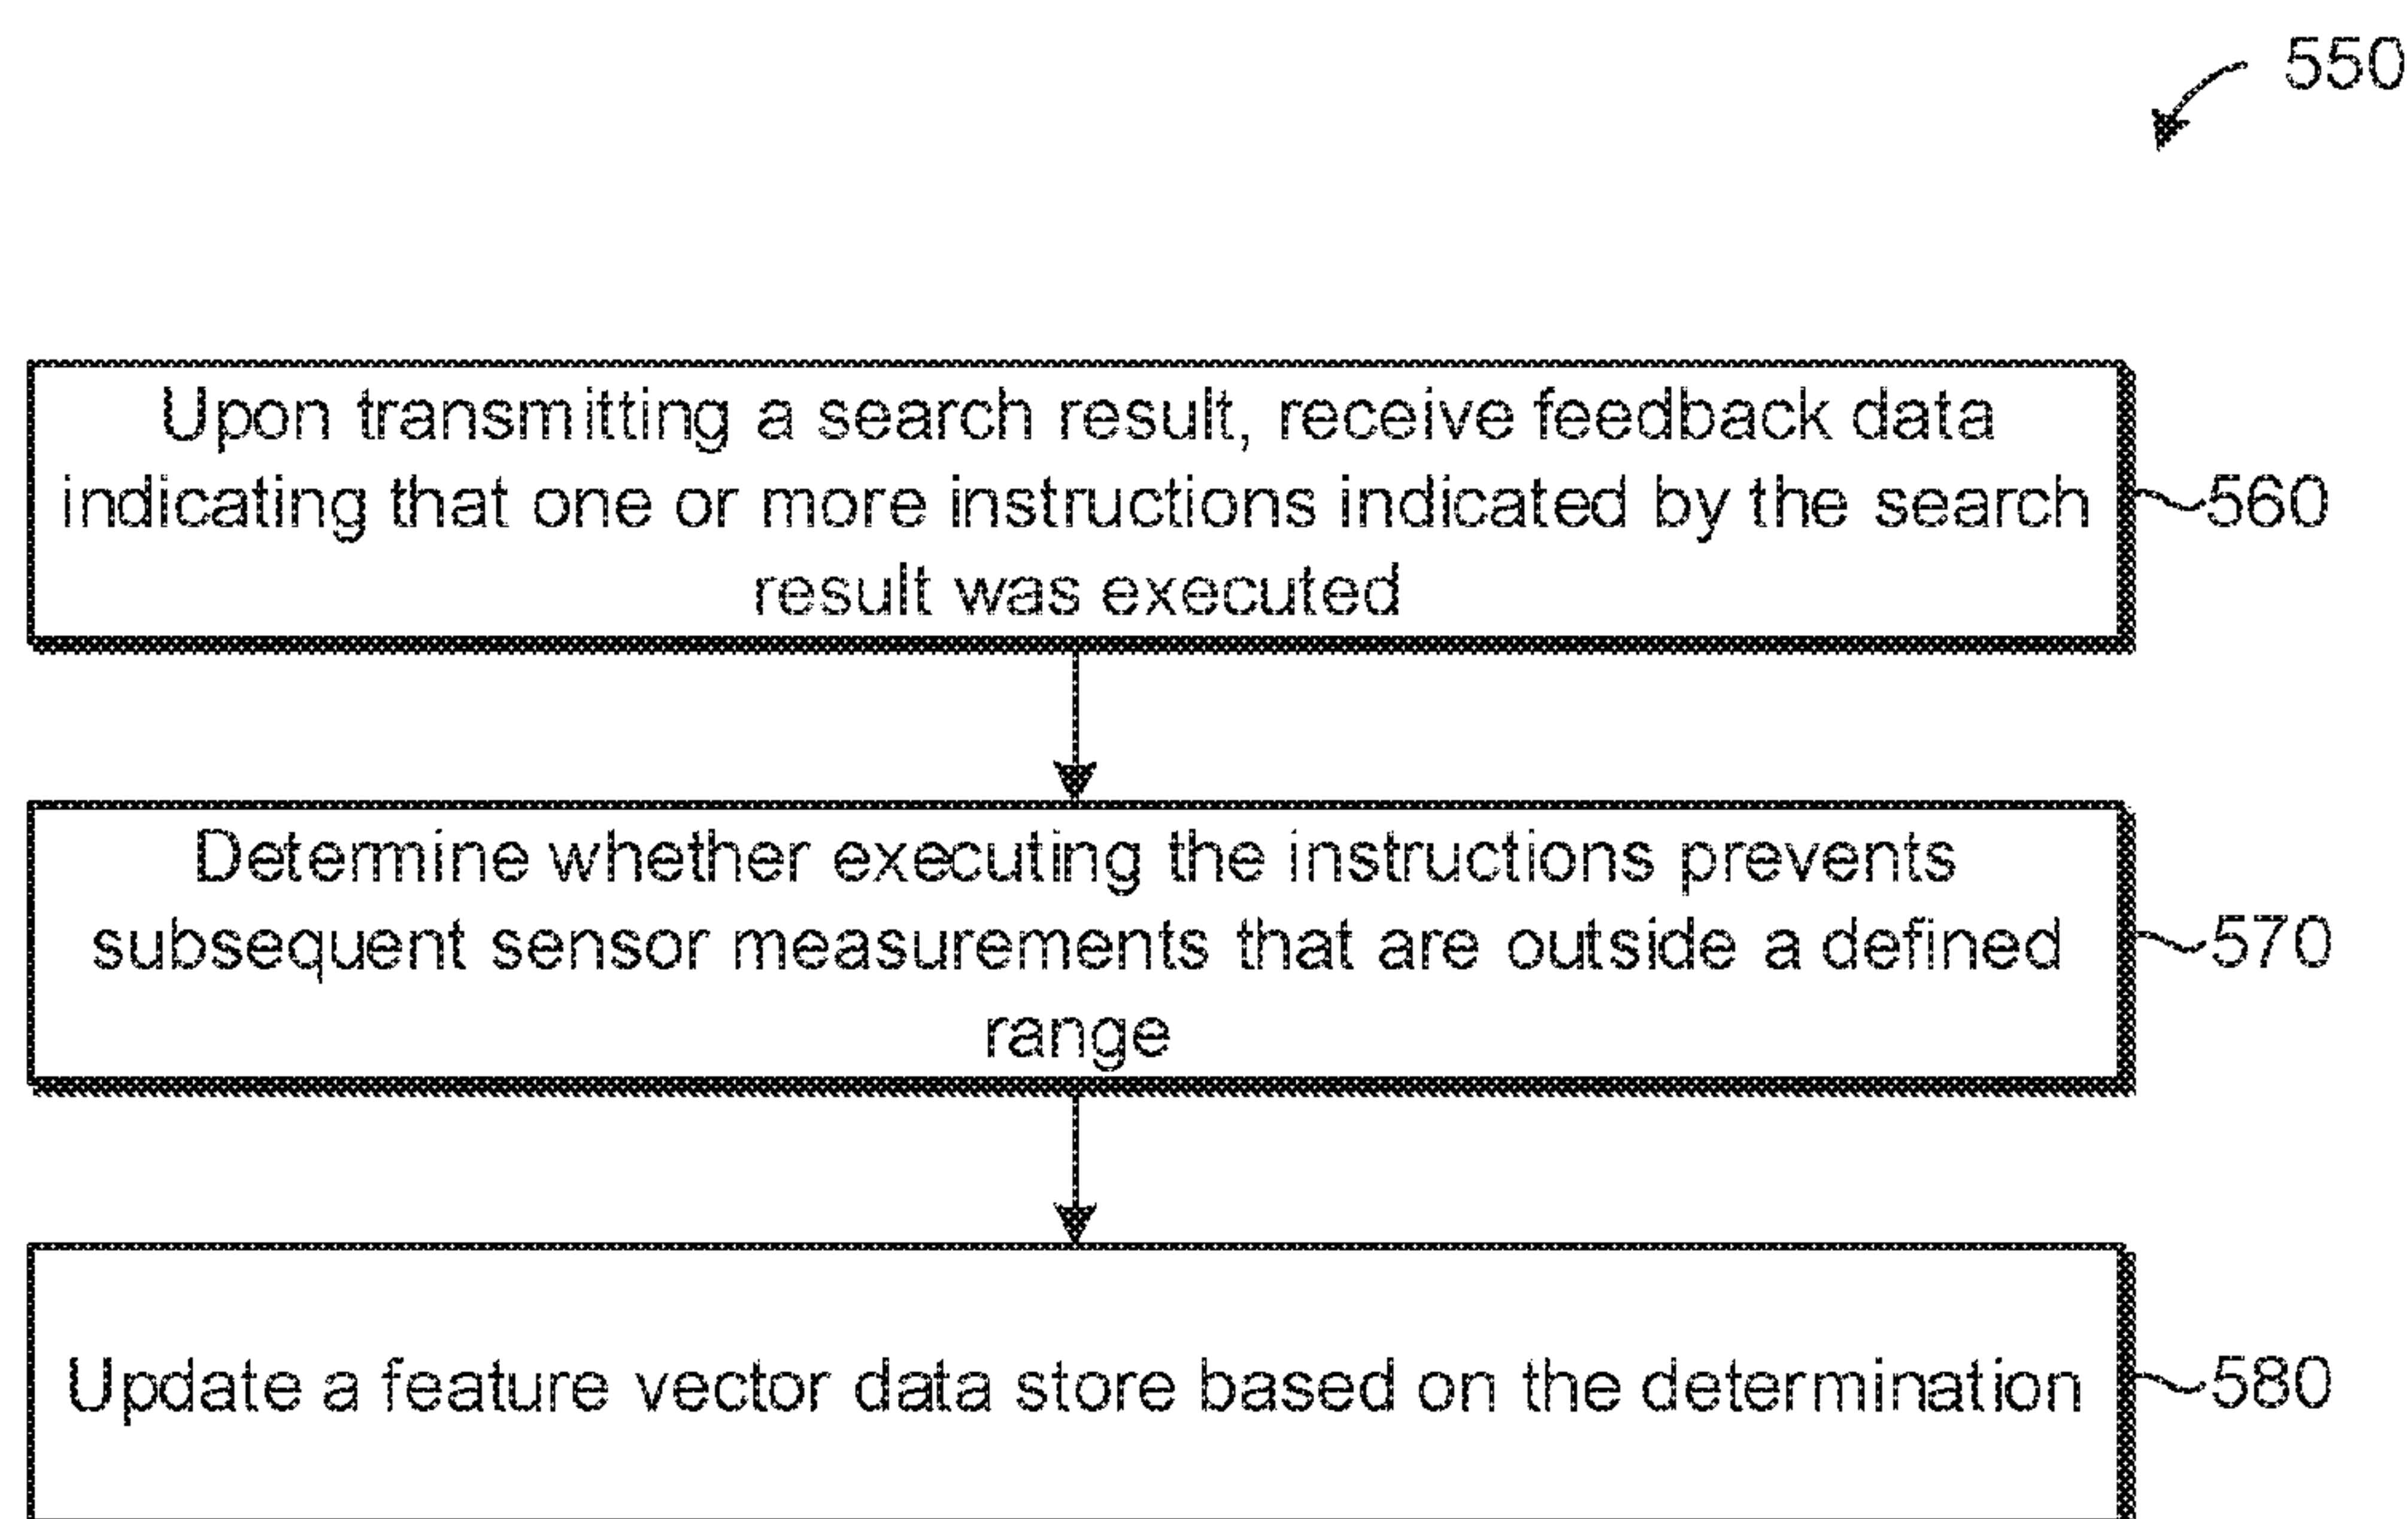 550
Upon transmitting a search result, receive feedback data
indicating that one or more instructions indicated by the search
result was executed
560
Determine whether executing the instructions prevents
subsequent sensor measurements that are outside a defined
range
570
Update a feature vector data store based on the determination
580